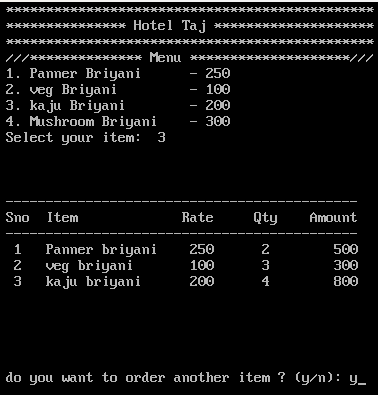 ***********************************************
*************** Hotel Taj *********************
***********************************************
///************** Menu ********************///
1. Panner Briyani      - 250
2. veg Briyani         - 100
3. kaju Briyani        - 200
4. Mushroom Briyani    - 300
Select your item:  3
---------------------------------------------
Sno  Item             Rate     Qty    Amount
---------------------------------------------
1   Panner briyani    250      2        500
2   veg briyani       100      3        300
3   kaju briyani      200      4        800
do you want to order another item ? (y/n): y_